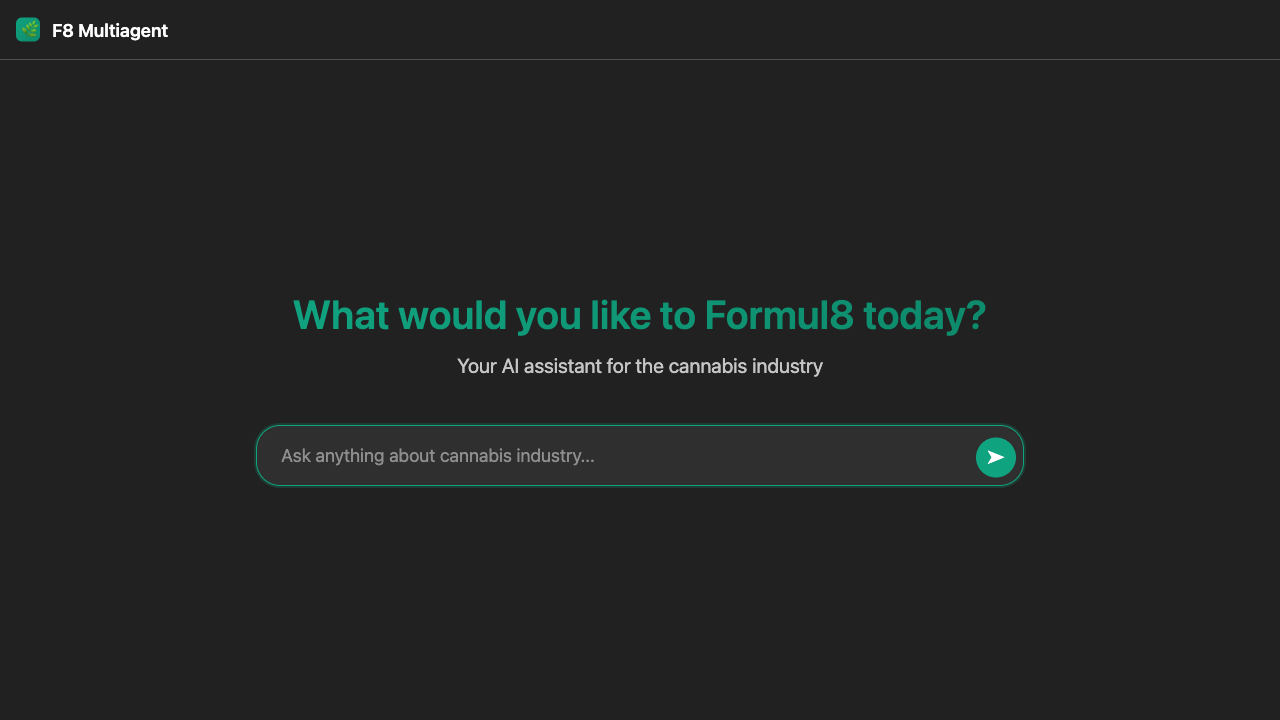 F8 Multiagent
What would you like to Formul8 today?
Your AI assistant for the cannabis industry
Ask anything about cannabis industry...